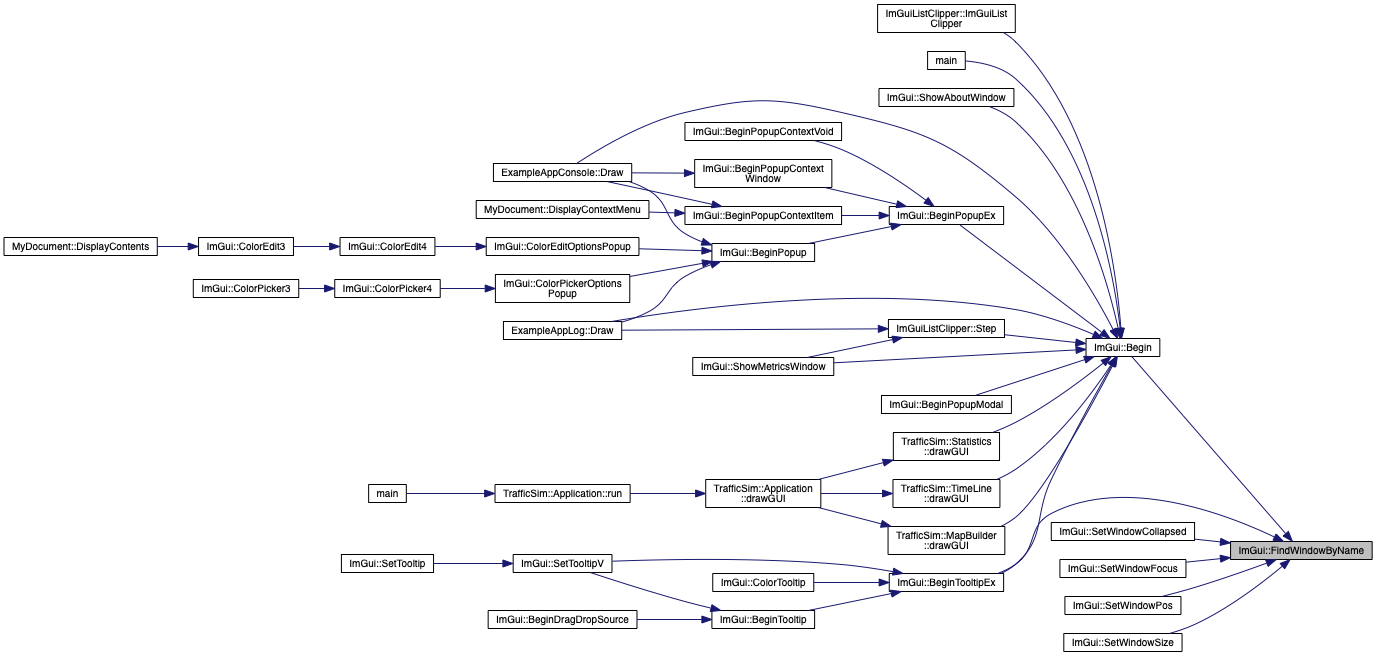 ImGuiListClipper::ImGuiList
Clipper
main
ImGui::ShowAboutWindow
ImGui::BeginPopupContextVoid
ExampleAppConsole::Draw
ImGui::BeginPopupContext
Window
MyDocument::DisplayContextMenu
ImGui::BeginPopupContextItem
ImGui::BeginPopupEx
MyDocument::DisplayContents
ImGui::ColorEdit3
ImGui::ColorEdit4
ImGui::ColorEditOptionsPopup
ImGui::BeginPopup
ImGui::ColorPicker3
ImGui::ColorPicker4
ImGui::ColorPickerOptions
Popup
ExampleAppLog::Draw
ImGuiListClipper::Step
ImGui::Begin
ImGui::ShowMetricsWindow
ImGui::BeginPopupModal
TrafficSim::Statistics
::drawGUI
main
TrafficSim::Application::run
TrafficSim::Application
::drawGUI
TrafficSim::TimeLine
::drawGUI
TrafficSim::MapBuilder
::drawGUI
ImGui::SetWindowCollapsed
ImGui::FindWindowByName
ImGui::SetTooltip
ImGui::SetTooltipV
ImGui::SetWindowFocus
ImGui::ColorTooltip
ImGui::BeginTooltipEx
ImGui::SetWindowPos
ImGui::BeginDragDropSource
ImGui::BeginTooltip
ImGui::SetWindowSize